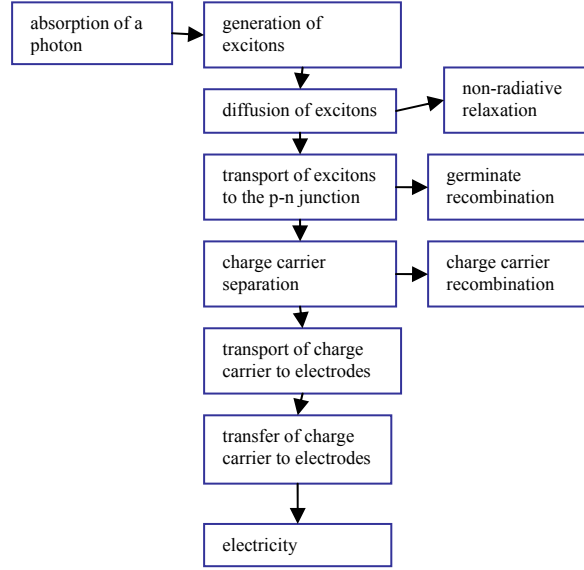 absorption of a
photon
generation of
excitons
diffusion of excitons
non-radiative
relaxation
transport of excitons
to the p-n junction
germinate
recombination
charge carrier
separation
charge carrier
recombination
transport of charge
carrier to electrodes
transfer of charge
carrier to electrodes
electricity